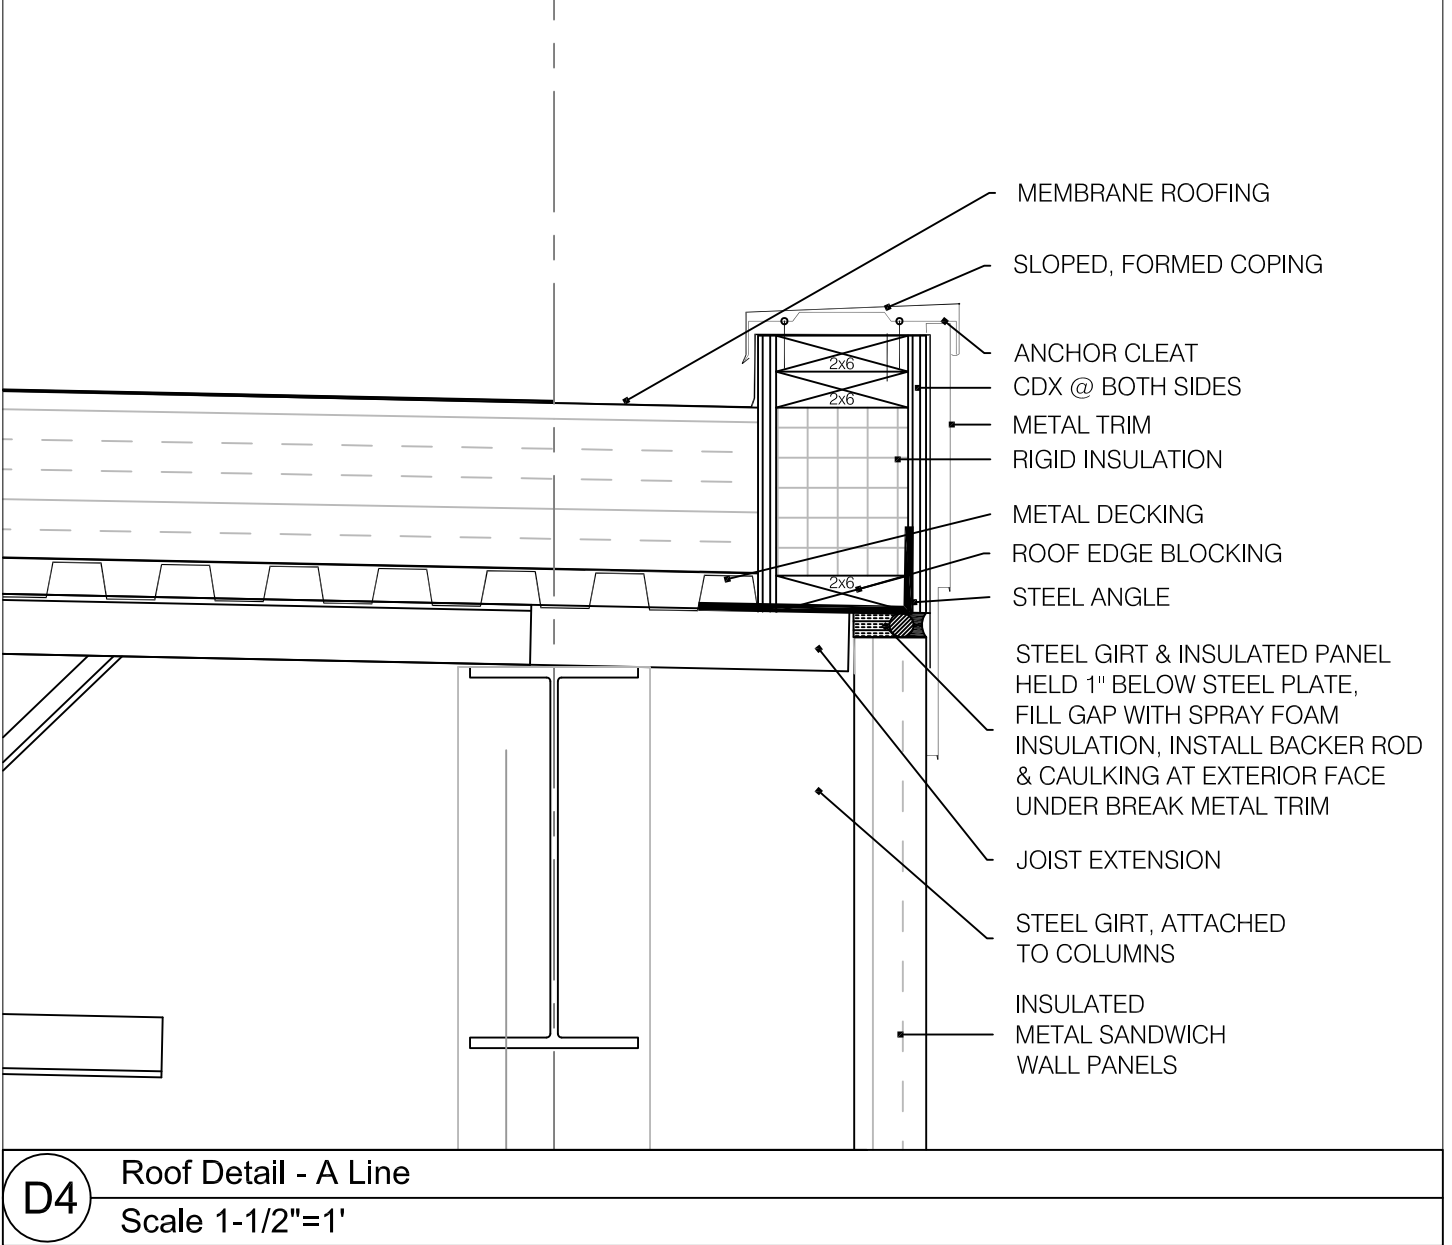 MEMBRANE ROOFING
SLOPED, FORMED COPING
ANCHOR CLEAT
2x6
CDX @ BOTH SIDES
2x6
METAL TRIM
RIGID INSULATION
METAL DECKING
ROOF EDGE BLOCKING
2x6
STEEL ANGLE
STEEL GIRT & INSULATED PANEL
HELD 1" BELOW STEEL PLATE,
FILL GAP WITH SPRAY FOAM
INSULATION, INSTALL BACKER ROD
& CAULKING AT EXTERIOR FACE
UNDER BREAK METAL TRIM
JOIST EXTENSION
STEEL GIRT, ATTACHED
TO COLUMNS
INSULATED
METAL SANDWICH
WALL PANELS
D4
Roof Detail - A Line
Scale 1-1/2"=1'